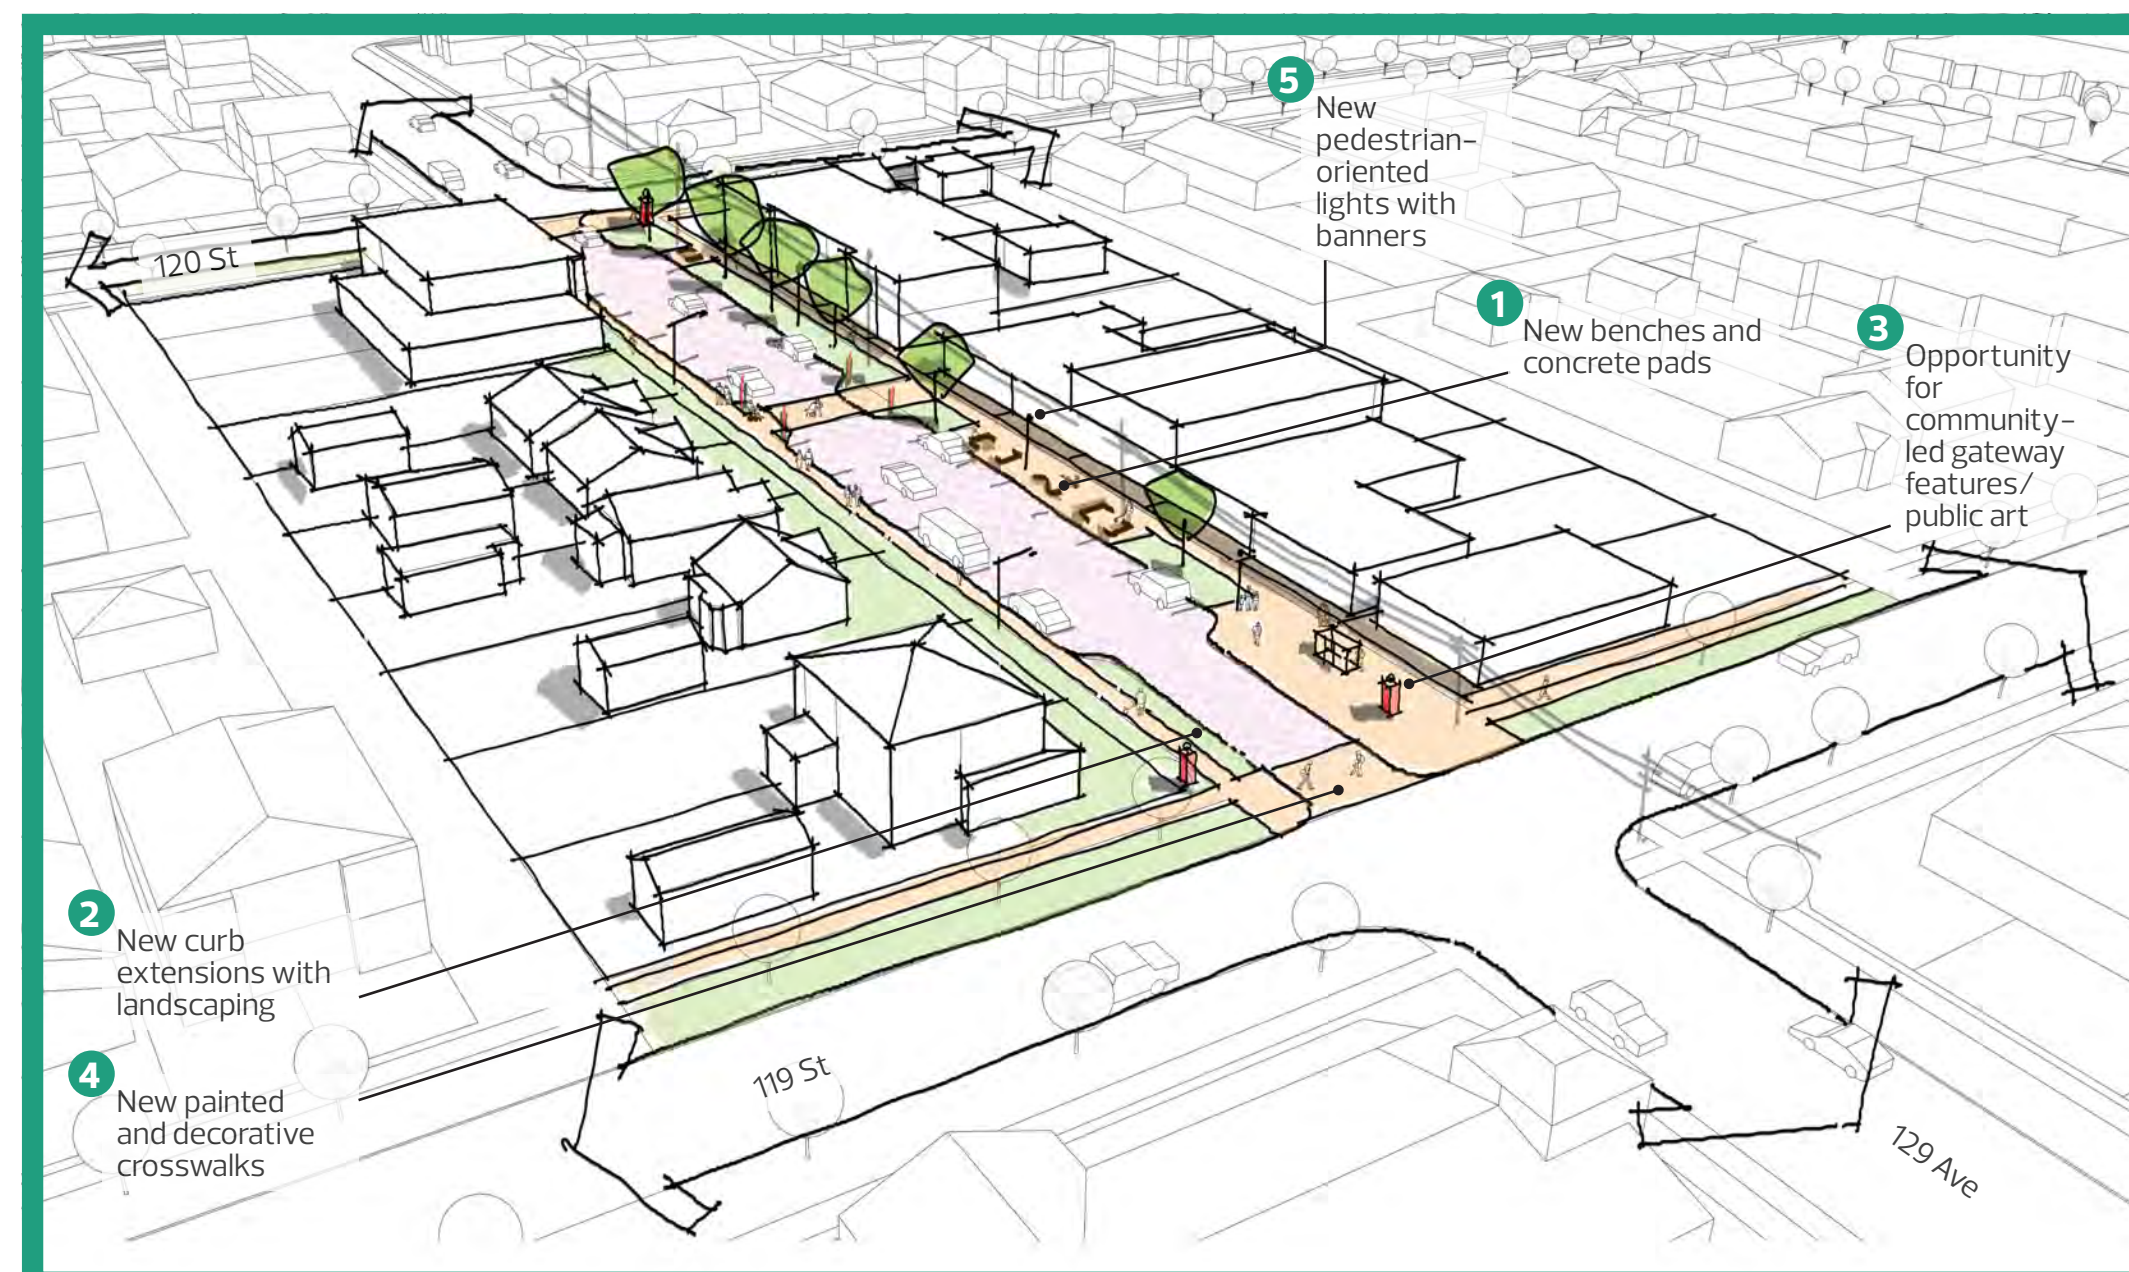 5
New
pedestrian-
oriented
lights with
banners
120 St
1
New benches and
concrete pads
3
Opportunity
for
community-
led gateway
features/
public art
2
New curb
extensions with
landscaping
4
New painted
and decorative
crosswalks
119 St
129 Ave